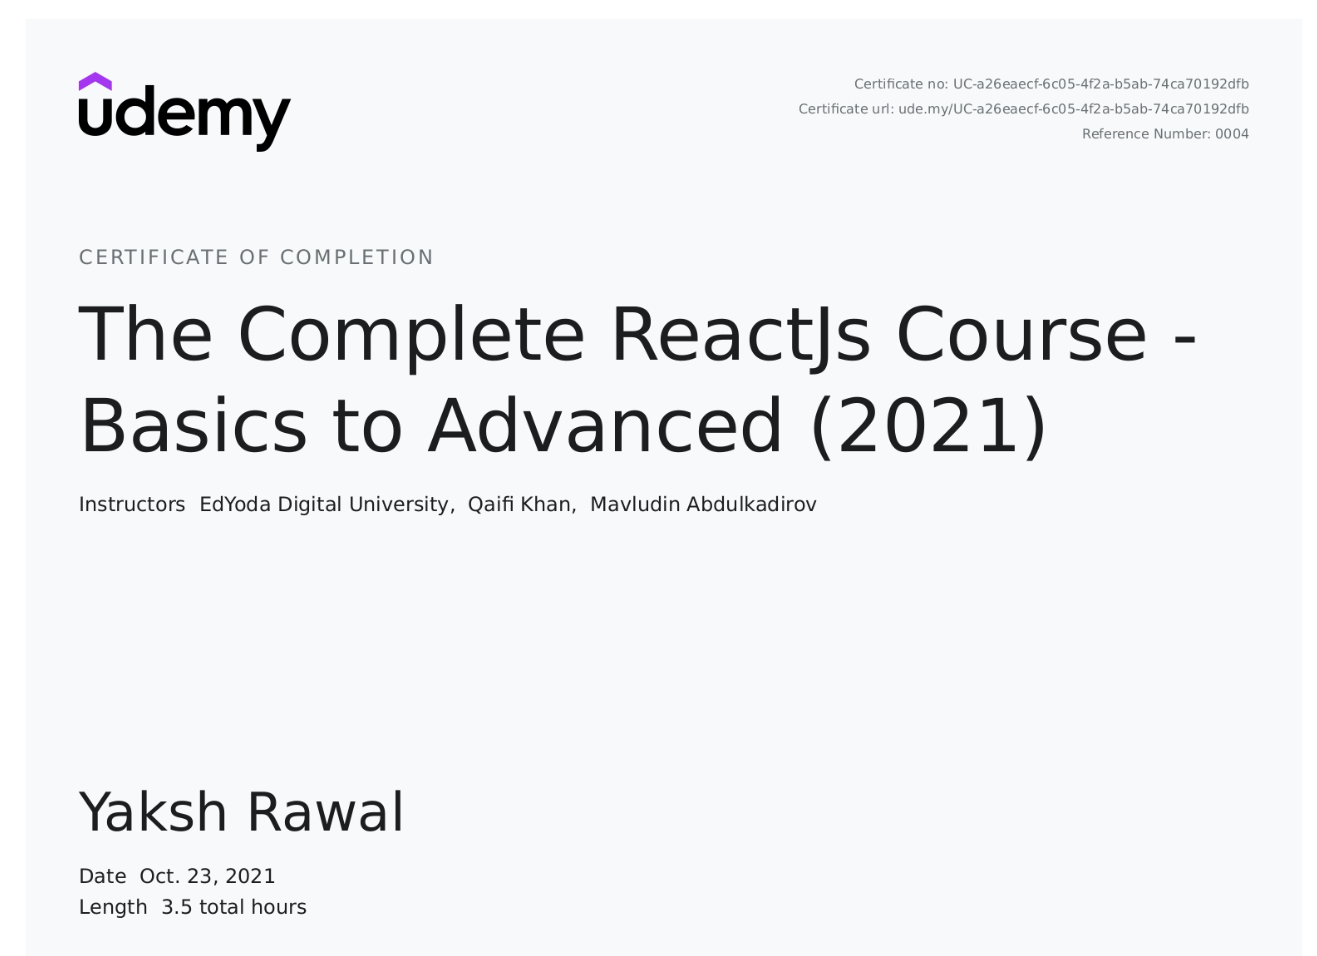 udemy
Certificate no: UC-a26eaecf-6c05-4f2a-b5ab-74ca70192dfb
Certificate url: ude.my/UC-a26eaecf-6c05-4f2a-b5ab-74ca70192dfb
Reference Number: 0004
CERTIFICATE OF COMPLETION
The Complete ReactJs Course -
Basics to Advanced (2021)
Instructors EdYoda Digital University, Qaifi Khan, Mavludin Abdulkadirov
Yaksh Rawal
Date Oct. 23, 2021
Length 3.5 total hours